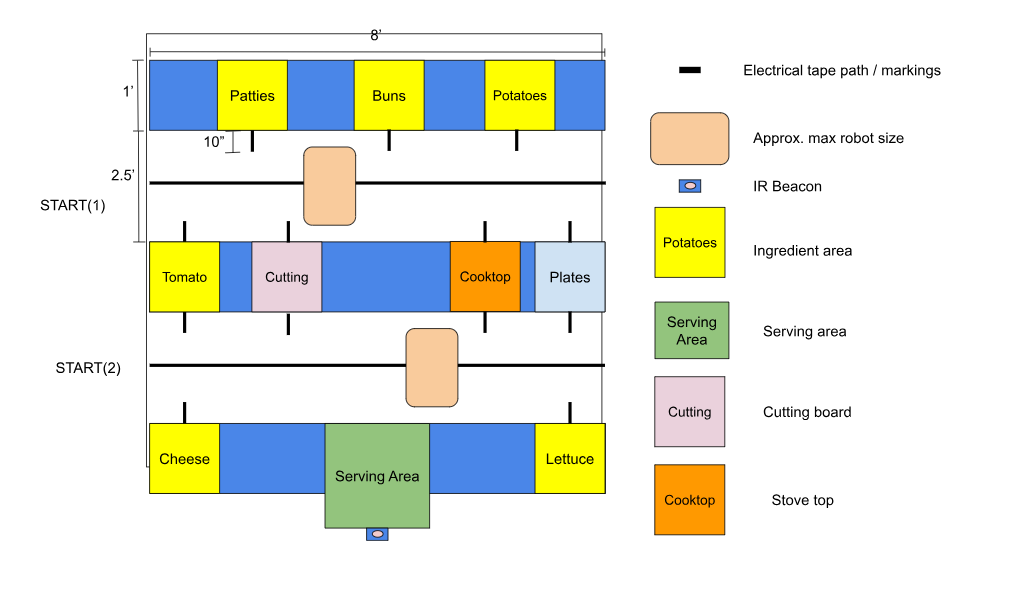 8’
1’
Patties
Buns
Potatoes
10”
2.5’
START(1)
Tomato
Cutting
Cooktop
Plates
START(2)
Cheese
Serving Area
Lettuce
Electrical tape path / markings
Approx. max robot size
IR Beacon
Potatoes
Ingredient area
Serving
Area
Serving area
Cutting
Cutting board
Cooktop
Stove top